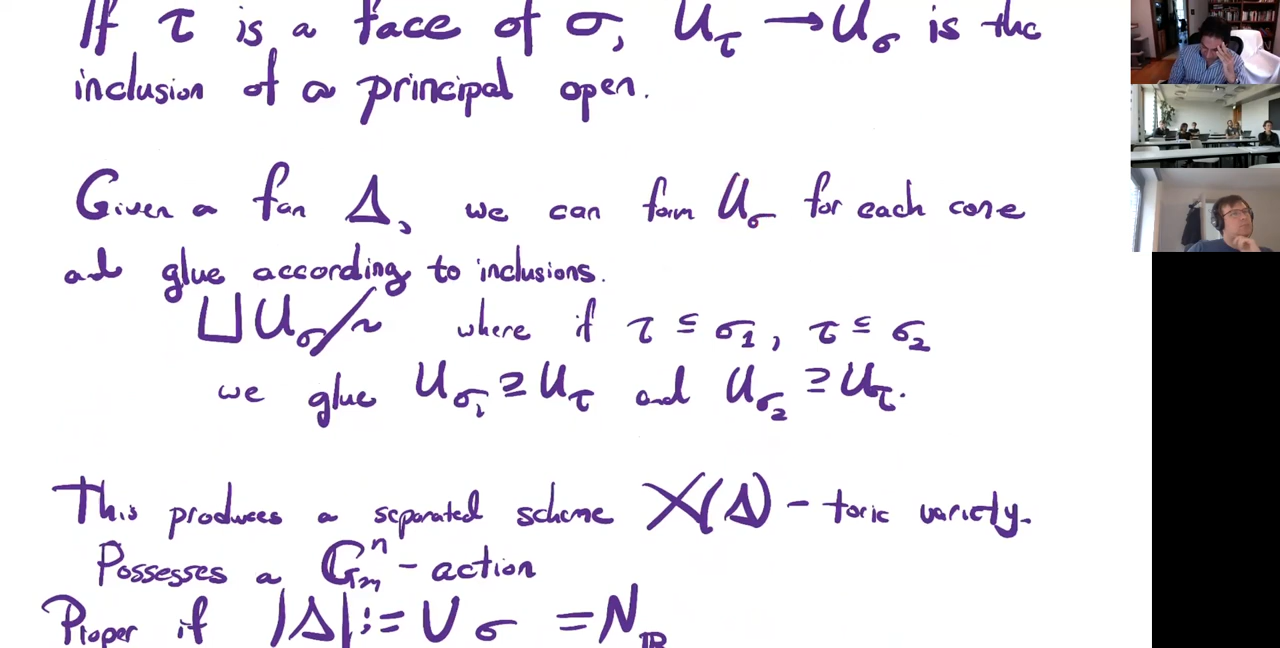 If τ is a face of σ, U_τ → U_σ is the
inclusion of a principal open.
Given a fan Δ, we can form U_σ for each cone
and glue according to inclusions.
⊔U_σ/~ where if τ ⊆ σ_1, τ ⊆ σ_2
we glue U_σ_1 ⊇ U_τ and U_σ_2 ⊇ U_τ.
This produces a separated scheme X(Δ) – toric variety.
Possesses a G_m^n – action
Proper if |Δ| := ∪ σ = N_ℝ